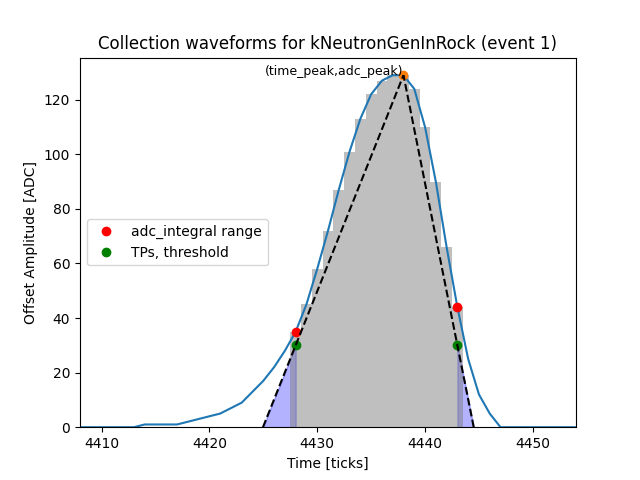 Collection waveforms for kNeutronGenInRock (event 1)
(time_peak,adc_peak)
Offset Amplitude [ADC]
120
100
80
60
40
20
0
adc_integral range
TPs, threshold
4410 4420 4430 4440 4450
Time [ticks]